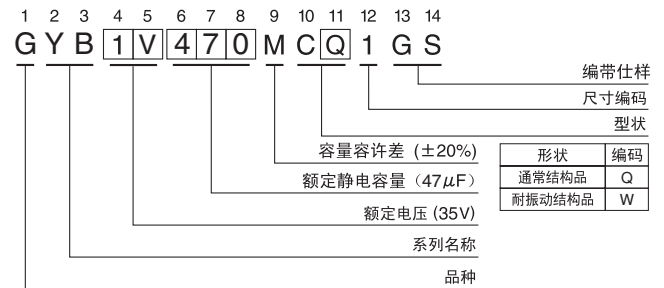 1 2 3 4 5 6 7 8 9 10 11 12 13 14
G Y B 1 V 4 7 0 M C Q 1 G S
编带仕样
尺寸编码
型状
容量容许差 (±20%)
额定静电容量（47μF）
额定电压 (35V)
系列名称
品种
形状 编码
通常结构品 Q
耐振动结构品 W